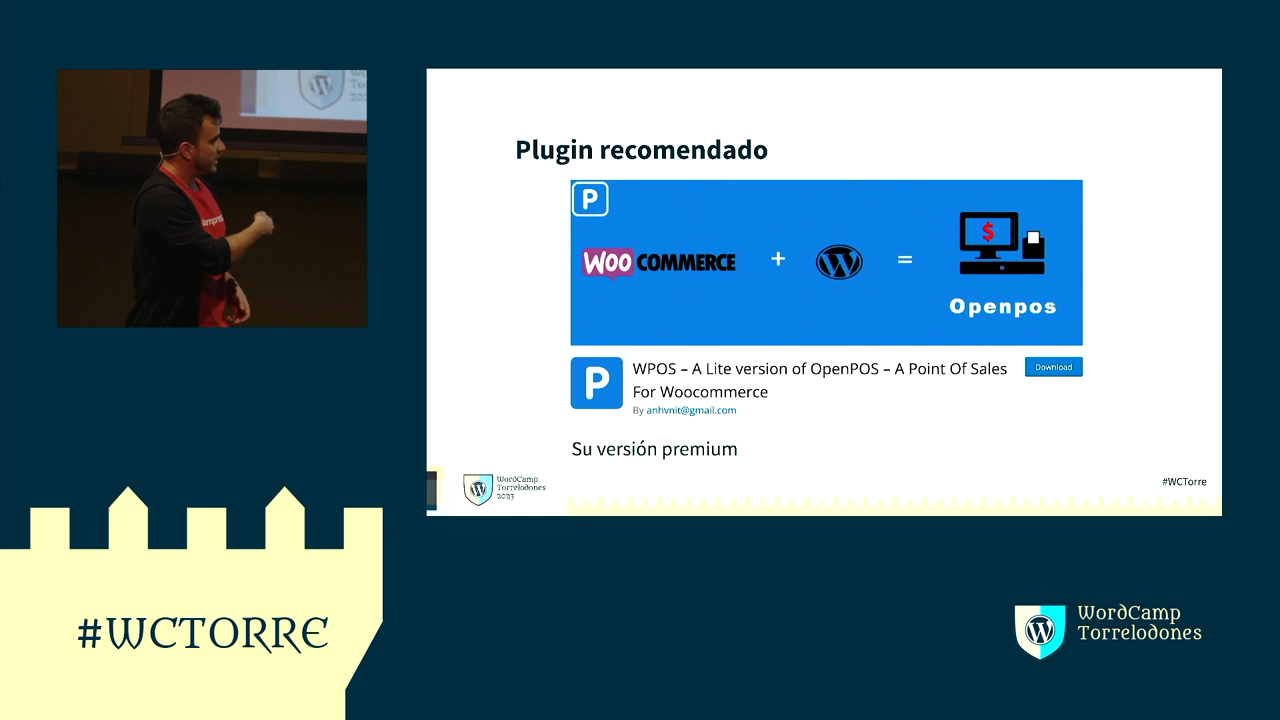 Plugin recomendado
P
WOO COMMERCE + W =
$
Openpos
P
WPOS – A Lite version of OpenPOS – A Point Of Sales
For Woocommerce
Download
By anhvnit@gmail.com
Su versión premium
WordCamp
Torrelodones
2023
#WCTorre
#WCTORRE
WordCamp
Torrelodones